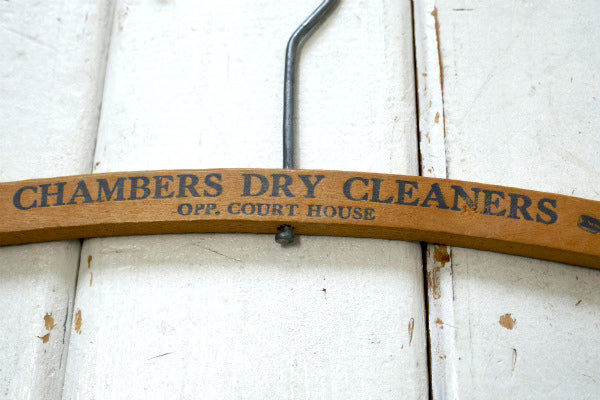 CHAMBERS DRY CLEANERS
OPP. COURT HOUSE